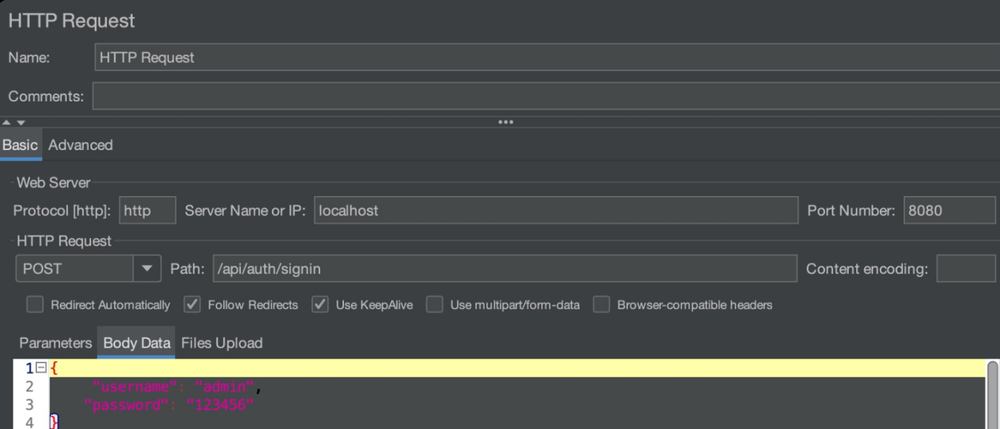 HTTP Request
Name: HTTP Request
Comments:
Basic Advanced
Web Server
Protocol [http]: http Server Name or IP: localhost Port Number: 8080
HTTP Request
POST Path: /api/auth/signin Content encoding:
Redirect Automatically Follow Redirects Use KeepAlive Use multipart/form-data Browser-compatible headers
Parameters Body Data Files Upload
1 {
2 "username": "admin",
3 "password": "123456"
4 }